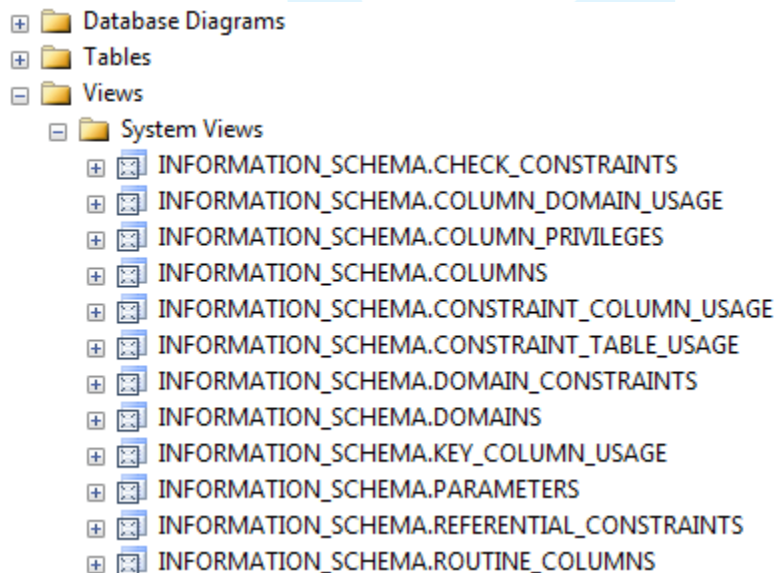 Database Diagrams
Tables
Views
System Views
INFORMATION_SCHEMA.CHECK_CONSTRAINTS
INFORMATION_SCHEMA.COLUMN_DOMAIN_USAGE
INFORMATION_SCHEMA.COLUMN_PRIVILEGES
INFORMATION_SCHEMA.COLUMNS
INFORMATION_SCHEMA.CONSTRAINT_COLUMN_USAGE
INFORMATION_SCHEMA.CONSTRAINT_TABLE_USAGE
INFORMATION_SCHEMA.DOMAIN_CONSTRAINTS
INFORMATION_SCHEMA.DOMAINS
INFORMATION_SCHEMA.KEY_COLUMN_USAGE
INFORMATION_SCHEMA.PARAMETERS
INFORMATION_SCHEMA.REFERENTIAL_CONSTRAINTS
INFORMATION_SCHEMA.ROUTINE_COLUMNS